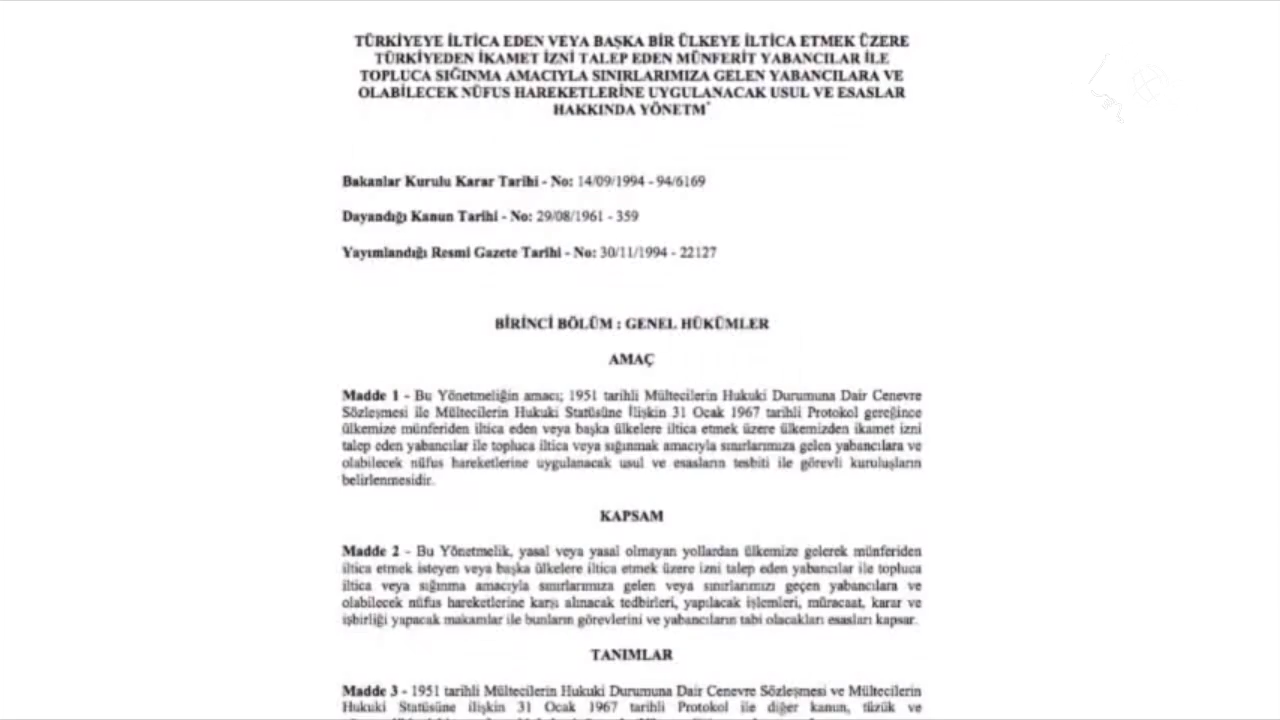 TÜRKİYEYE İLTİCA EDEN VEYA BAŞKA BİR ÜLKEYE İLTİCA ETMEK ÜZERE
TÜRKİYEDEN İKAMET İZNİ TALEP EDEN MÜNFERİT YABANCILAR İLE
TOPLUCA SIĞINMA AMACIYLA SINIRLARIMIZA GELEN YABANCILARA VE
OLABİLECEK NÜFUS HAREKETLERİNE UYGULANACAK USUL VE ESASLAR
HAKKINDA YÖNETM*
Bakanlar Kurulu Karar Tarihi - No: 14/09/1994 - 94/6169
Dayandığı Kanun Tarihi - No: 29/08/1961 - 359
Yayımlandığı Resmi Gazete Tarihi - No: 30/11/1994 - 22127
BİRİNCİ BÖLÜM : GENEL HÜKÜMLER
AMAÇ
Madde 1 - Bu Yönetmeliğin amacı; 1951 tarihli Mültecilerin Hukuki Durumuna Dair Cenevre
Sözleşmesi ile Mültecilerin Hukuki Statüsüne İlişkin 31 Ocak 1967 tarihli Protokol gereğince
ülkemize münferiden iltica eden veya başka ülkelere iltica etmek üzere ülkemizden ikamet izni
talep eden yabancılar ile topluca iltica veya sığınmak amacıyla sınırlarımıza gelen yabancılara ve
olabilecek nüfus hareketlerine uygulanacak usul ve esasların tesbiti ile görevli kuruluşların
belirlenmesidir.
KAPSAM
Madde 2 - Bu Yönetmelik, yasal veya yasal olmayan yollardan ülkemize gelerek münferiden
iltica etmek isteyen veya başka ülkelere iltica etmek üzere izni talep eden yabancılar ile topluca
iltica veya sığınma amacıyla sınırlarımıza gelen veya sınırlarımızı geçen yabancılara ve
olabilecek nüfus hareketlerine karşı alınacak tedbirleri, yapılacak işlemleri, müracaat, karar ve
işbirliği yapacak makamlar ile bunların görevlerini ve yabancıların tabi olacakları esasları kapsar.
TANIMLAR
Madde 3 - 1951 tarihli Mültecilerin Hukuki Durumuna Dair Cenevre Sözleşmesi ve Mültecilerin
Hukuki Statüsüne ilişkin 31 Ocak 1967 tarihli Protokol ile diğer kanun, tüzük ve